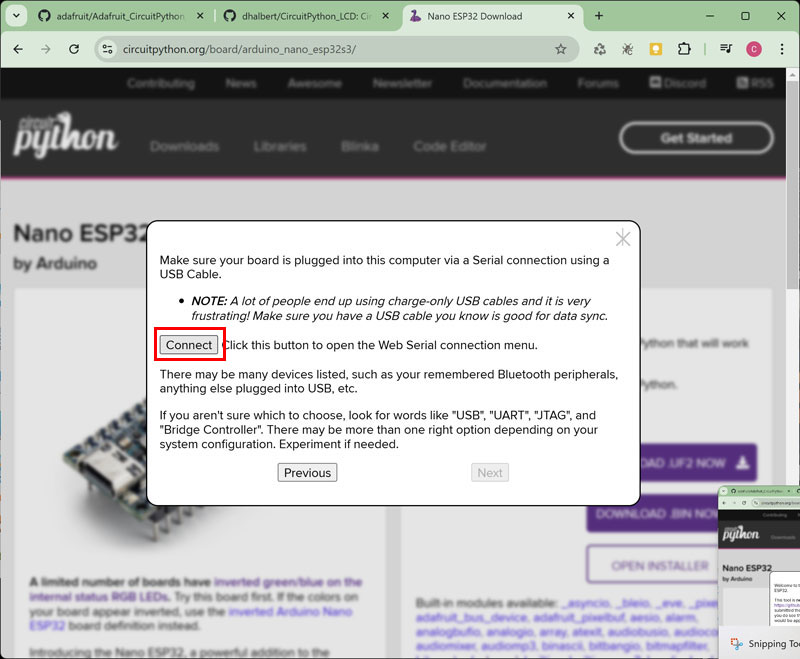 adafruit/Adafruit_CircuitPython_
dhalbert/CircuitPython_LCD: Cir
Nano ESP32 Download
circuitpython.org/board/arduino_nano_esp32s3/
C
Contributing
News
Awesome
Newsletter
Documentation
Forums
Discord
RSS
circuit
python
Downloads
Libraries
Blinka
Code Editor
Get Started
Nano ESP32
by Arduino
Make sure your board is plugged into this computer via a Serial connection using a
USB Cable.
• NOTE: A lot of people end up using charge-only USB cables and it is very
frustrating! Make sure you have a USB cable you know is good for data sync.
Connect Click this button to open the Web Serial connection menu.
There may be many devices listed, such as your remembered Bluetooth peripherals,
anything else plugged into USB, etc.
If you aren't sure which to choose, look for words like "USB", "UART", "JTAG", and
"Bridge Controller". There may be more than one right option depending on your
system configuration. Experiment if needed.
Previous
Next
Python that will work
Python.
OAD .UF2 NOW
DOWNLOAD .BIN NOW
OPEN INSTALLER
A limited number of boards have inverted green/blue on the
internal status RGB LEDs. Try this board first. If the colors on
your board appear inverted, use the inverted Arduino Nano
ESP32 board definition instead.
Introducing the Nano ESP32, a powerful addition to the
Built-in modules available: _asyncio, _bleio, _eve, _pixe
adafruit_bus_device, adafruit_pixelbuf, aesio, alarm,
analogbufio, analogio, array, atexit, audiobusio, audioco
audiomixer, audiomp3, binascii, bitbangio, bitmapfilter,
python
Nano ESP32
by Arduino
Snipping Too